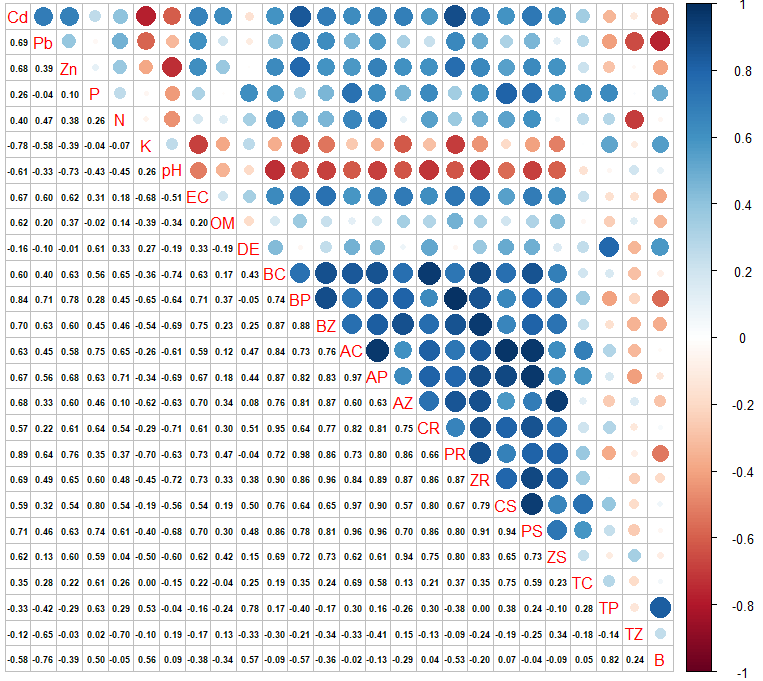 Cd
0.69 Pb
0.68 0.39 Zn
0.26 -0.04 0.10 P
0.40 0.47 0.38 0.26 N
-0.78 -0.58 -0.39 -0.04 -0.07 K
-0.61 -0.33 -0.73 -0.43 -0.45 0.26 pH
0.67 0.60 0.62 0.31 0.18 -0.68 -0.51 EC
0.62 0.20 0.37 -0.02 0.14 -0.39 -0.34 0.20 OM
-0.16 -0.10 -0.01 0.61 0.33 0.27 -0.19 0.33 -0.19 DE
0.60 0.40 0.63 0.56 0.65 -0.36 -0.74 0.63 0.17 0.43 BC
0.84 0.71 0.78 0.28 0.45 -0.65 -0.64 0.71 0.37 -0.05 0.74 BP
0.70 0.63 0.60 0.45 0.46 -0.54 -0.69 0.75 0.23 0.25 0.87 0.88 BZ
0.63 0.45 0.58 0.75 0.65 -0.26 -0.61 0.59 0.12 0.47 0.84 0.73 0.76 AC
0.67 0.56 0.68 0.63 0.71 -0.34 -0.69 0.67 0.18 0.44 0.87 0.82 0.83 0.97 AP
0.68 0.33 0.60 0.46 0.10 -0.62 -0.63 0.70 0.34 0.08 0.76 0.81 0.87 0.60 0.63 AZ
0.57 0.22 0.61 0.64 0.54 -0.29 -0.71 0.61 0.30 0.51 0.95 0.64 0.77 0.82 0.81 0.75 CR
0.89 0.64 0.76 0.35 0.37 -0.70 -0.62 0.73 0.47 -0.04 0.72 0.98 0.86 0.73 0.80 0.86 0.66 PR
0.69 0.49 0.65 0.60 0.48 -0.45 -0.72 0.73 0.33 0.36 0.90 0.86 0.96 0.84 0.89 0.87 0.86 0.87 ZR
0.59 0.32 0.54 0.80 0.54 -0.19 -0.56 0.54 0.19 0.50 0.76 0.64 0.65 0.97 0.90 0.57 0.80 0.67 0.79 CS
0.71 0.46 0.63 0.74 0.61 -0.40 -0.68 0.70 0.30 0.48 0.86 0.78 0.81 0.96 0.96 0.70 0.86 0.80 0.91 0.94 PS
0.62 0.13 0.60 0.59 0.04 -0.50 -0.60 0.62 0.42 0.15 0.69 0.72 0.73 0.62 0.61 0.94 0.75 0.80 0.83 0.65 0.73 ZS
0.35 0.28 0.22 0.61 0.26 0.00 -0.15 0.22 -0.04 0.25 0.19 0.35 0.24 0.69 0.58 0.13 0.21 0.37 0.35 0.75 0.59 0.23 TC
-0.33 -0.42 -0.29 0.63 0.29 0.53 -0.04 -0.16 -0.24 0.78 0.17 -0.40 -0.17 0.30 0.16 -0.26 0.30 -0.38 0.00 0.38 0.24 -0.10 0.28 TP
-0.12 -0.65 -0.03 0.02 -0.70 -0.10 0.19 -0.17 0.13 -0.33 -0.30 -0.21 -0.34 -0.33 -0.41 0.15 -0.13 -0.09 -0.24 -0.19 -0.25 0.34 -0.18 -0.14 TZ
-0.58 -0.76 -0.39 0.50 -0.05 0.56 0.09 -0.38 -0.34 0.57 -0.09 -0.57 -0.36 -0.02 -0.13 -0.29 0.04 -0.53 -0.20 0.07 -0.04 -0.09 0.05 0.82 0.24 B
1
0.8
0.6
0.4
0.2
0
-0.2
-0.4
-0.6
-0.8
-1